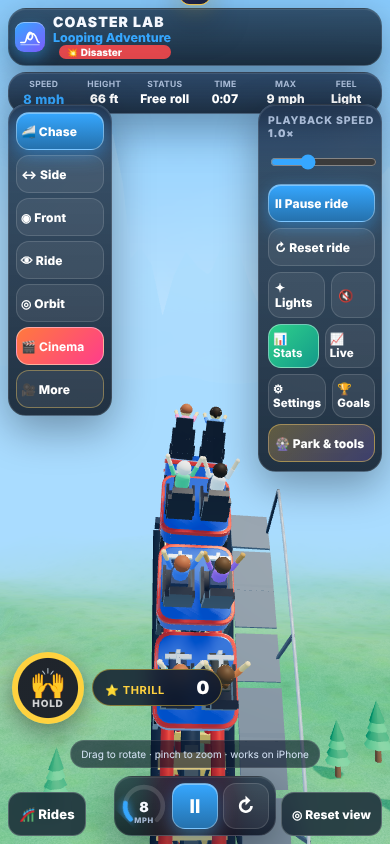 COASTER LAB
Looping Adventure
💥 Disaster
SPEED HEIGHT STATUS TIME MAX FEEL
8 mph 66 ft Free roll 0:07 9 mph Light
🎢 Chase
↔ Side
◉ Front
👁 Ride
◎ Orbit
🎬 Cinema
🎥 More
PLAYBACK SPEED
1.0×
⏸ Pause ride
↻ Reset ride
✦ Lights
🔇
📊 Stats
📈 Live
⚙ Settings
🏆 Goals
🎡 Park & tools
🙌
HOLD
⭐ THRILL 0
Drag to rotate · pinch to zoom · works on iPhone
🎢 Rides
8
MPH
⏸
↻
◎ Reset view